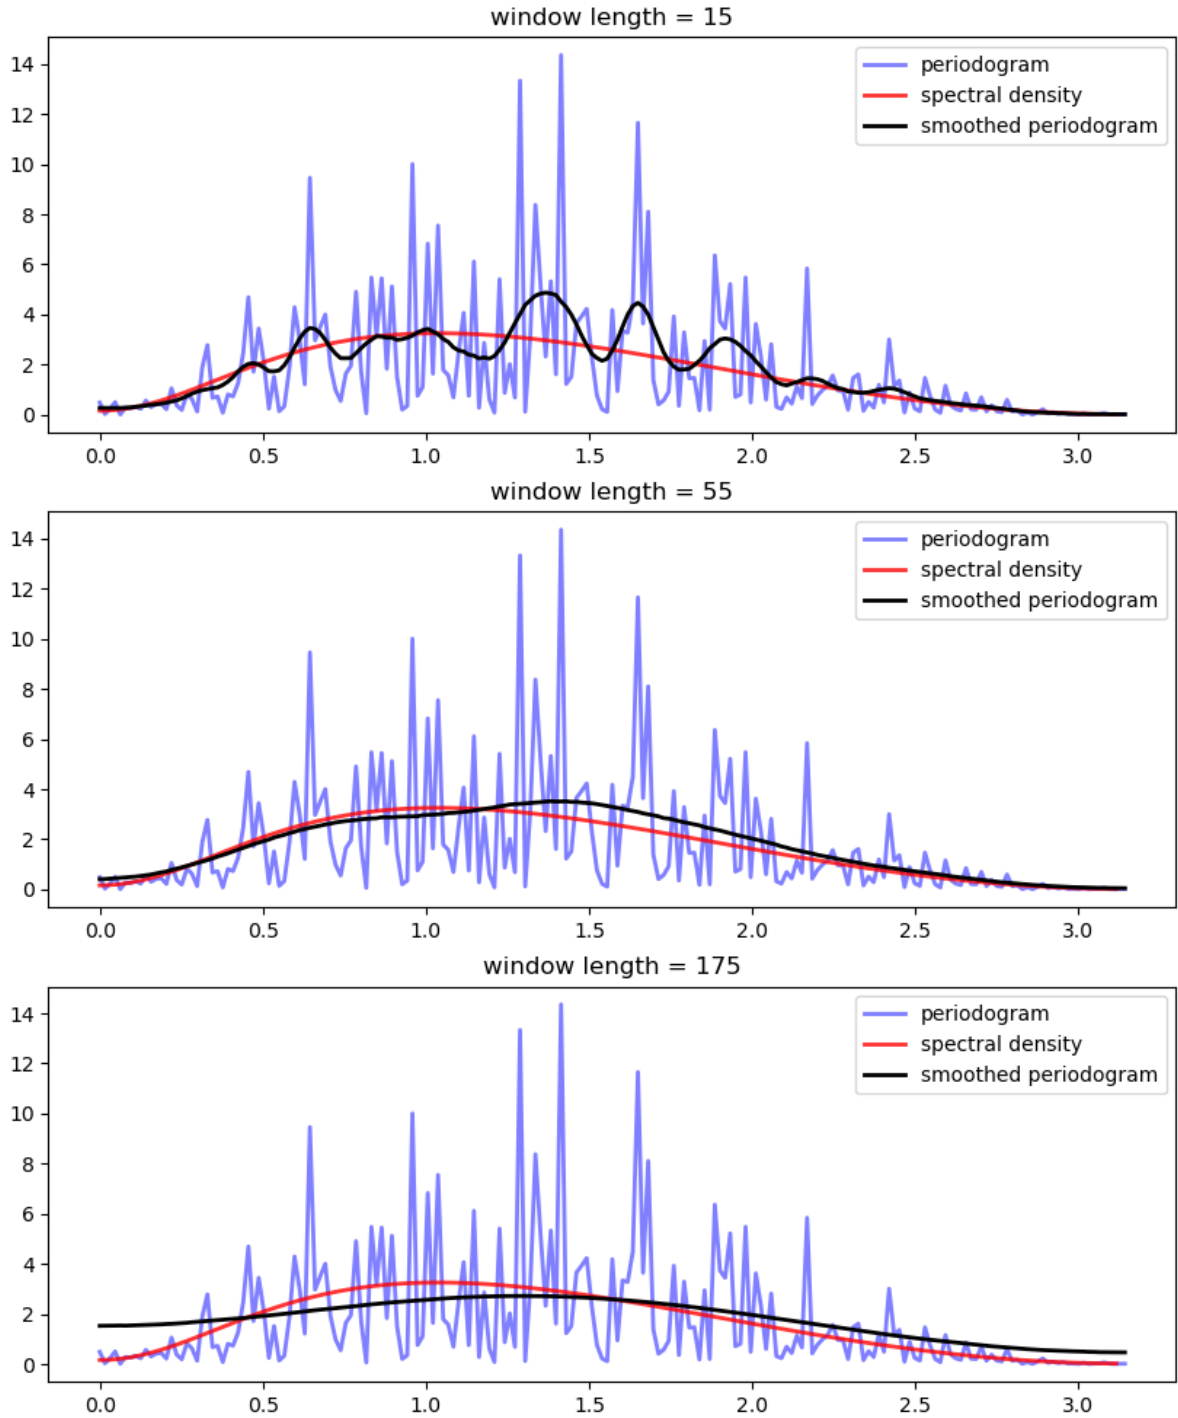 window length = 15
14
12
10
8
6
4
2
0
periodogram
spectral density
smoothed periodogram
0.0 0.5 1.0 1.5 2.0 2.5 3.0
window length = 55
14
12
10
8
6
4
2
0
periodogram
spectral density
smoothed periodogram
0.0 0.5 1.0 1.5 2.0 2.5 3.0
window length = 175
14
12
10
8
6
4
2
0
periodogram
spectral density
smoothed periodogram
0.0 0.5 1.0 1.5 2.0 2.5 3.0